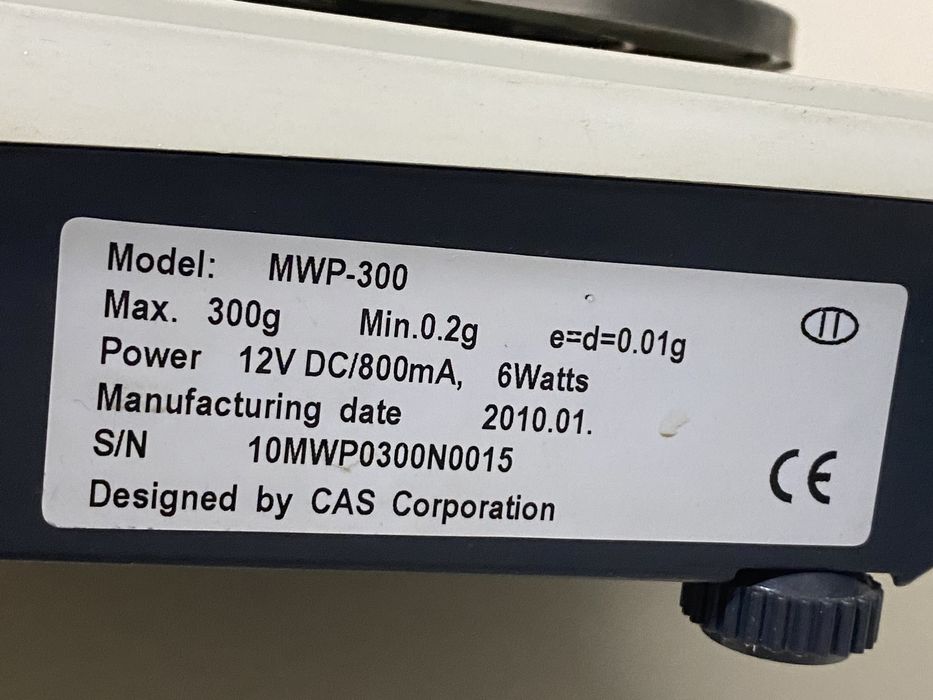 Model: MWP-300
Max. 300g Min.0.2g e=d=0.01g
II
Power 12V DC/800mA, 6Watts
Manufacturing date 2010.01.
S/N 10MWP0300N0015
CE
Designed by CAS Corporation